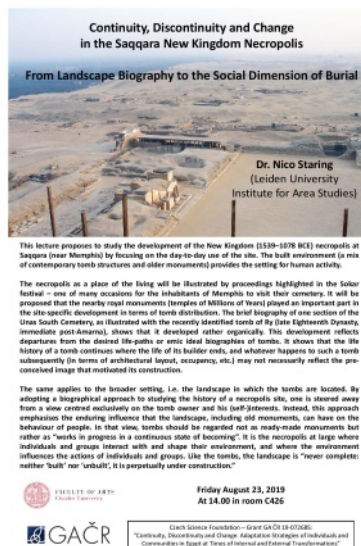 Continuity, Discontinuity and Change
in the Saqqara New Kingdom Necropolis
From Landscape Biography to the Social Dimension of Burial
Dr. Nico Staring
(Leiden University
Institute for Area Studies)
This lecture proposes to study the development of the New Kingdom (1539–1078 BCE) necropolis at
Saqqara (near Memphis) by focusing on the day-to-day use of the site. The built environment (a mix
of contemporary tomb structures and older monuments) provides the setting for human activity.
The necropolis as a place of the living will be illustrated by proceedings highlighted in the Sokar
festival – one of many occasions for the inhabitants of Memphis to visit their cemetery. It will be
proposed that the nearby royal monuments (temples of Millions of Years) played an important part in
the site-specific development in terms of tomb distribution. The brief biography of one section of the
Unas South Cemetery, as illustrated with the recently identified tomb of Ry (late Eighteenth Dynasty,
immediate post-Amarna), shows that it developed rather organically. This development reflects
departures from the desired life-paths or emic ideal biographies of tombs. It shows that the life
history of a tomb continues where the life of its builder ends, and whatever happens to such a tomb
subsequently (in terms of architectural layout, occupancy, etc.) may not necessarily reflect the pre-
conceived image that motivated its construction.
The same applies to the broader setting, i.e. the landscape in which the tombs are located. By
adopting a biographical approach to studying the history of a necropolis site, one is steered away
from a view centred exclusively on the tomb owner and his (self-)interests. Instead, this approach
emphasises the enduring influence that the landscape, including old monuments, can have on the
behaviour of people. In that view, tombs should be regarded not as ready-made monuments but
rather as "works in progress in a continuous state of becoming". It is the necropolis at large where
individuals and groups interact with and shape their environment, and where the environment
influences the actions of individuals and groups. Like the tombs, the landscape is "never complete:
neither 'built' nor 'unbuilt', it is perpetually under construction."
FACULTY OF ARTS
Charles University
Friday August 23, 2019
At 14.00 in room C426
GAČR
Czech Science Foundation – Grant GA ČR
"Continuity, Discontinuity and Change. Adaptation Strategies of Individuals and
Communities in Egypt at Times of Internal and External Transformations"